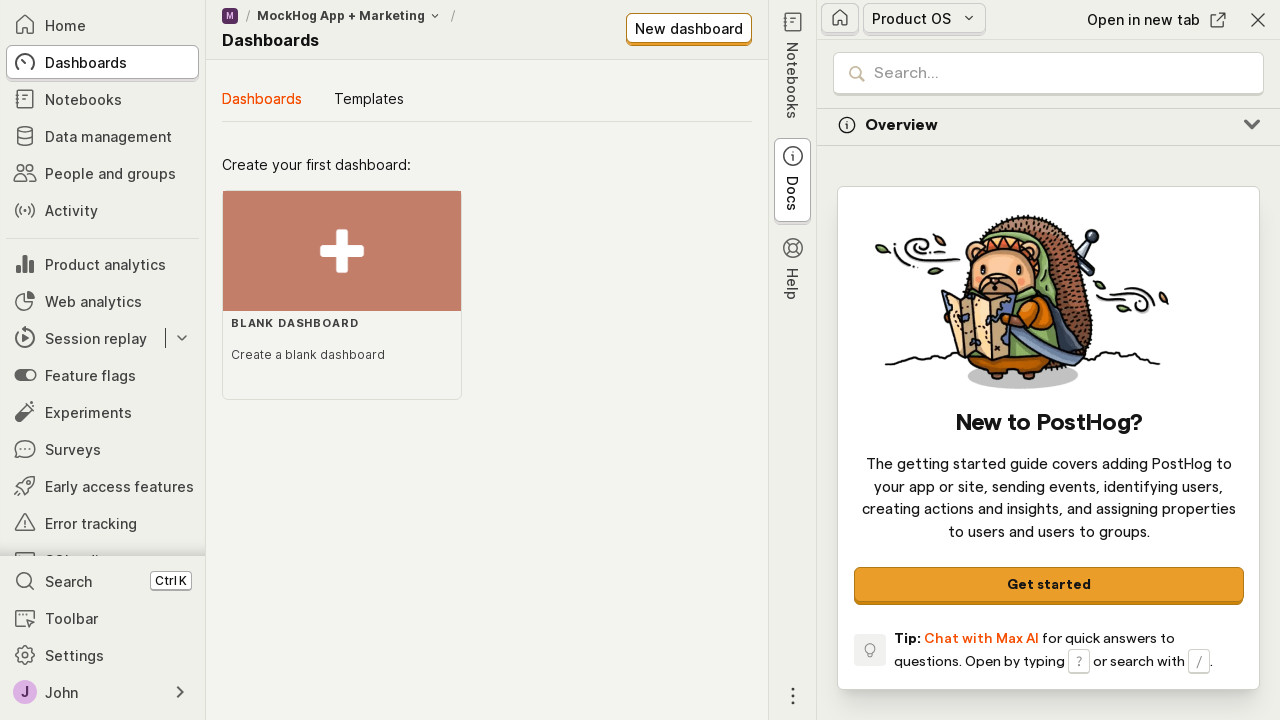 Home
Dashboards
Notebooks
Data management
People and groups
Activity
Product analytics
Web analytics
Session replay
Feature flags
Experiments
Surveys
Early access features
Error tracking
Search Ctrl K
Toolbar
Settings
J John
M / MockHog App + Marketing /
Dashboards
New dashboard
Dashboards Templates
Create your first dashboard:
BLANK DASHBOARD
Create a blank dashboard
Notebooks
Docs
Help
Product OS
Open in new tab
Search...
Overview
New to PostHog?
The getting started guide covers adding PostHog to
your app or site, sending events, identifying users,
creating actions and insights, and assigning properties
to users and users to groups.
Get started
Tip: Chat with Max AI for quick answers to
questions. Open by typing ? or search with / .